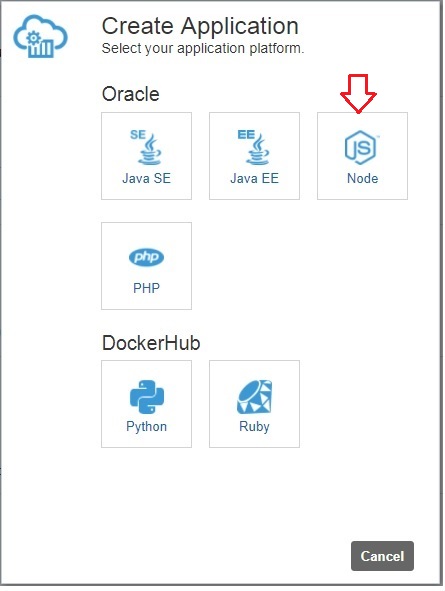 Create Application
Select your application platform.
Oracle
SE
EE
JS
Java SE
Java EE
Node
php
PHP
DockerHub
Python
Ruby
Cancel